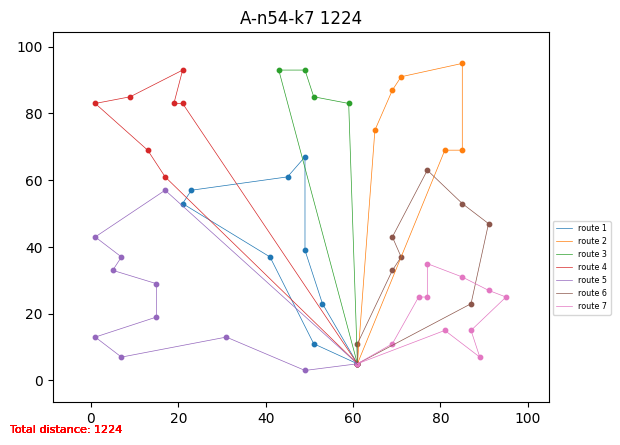 A-n54-k7 1224
100
80
60
40
20
0
0 20 40 60 80 100
route 1
route 2
route 3
route 4
route 5
route 6
route 7
Total distance: 1224